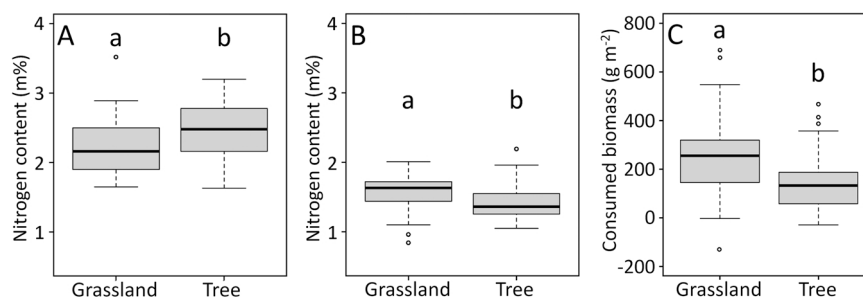 A
a
b
Nitrogen content (m%)
4
3
2
1
Grassland
Tree
B
a
b
Nitrogen content (m%)
4
3
2
1
Grassland
Tree
C
a
b
Consumed biomass (g m-2)
800
600
400
200
0
-200
Grassland
Tree